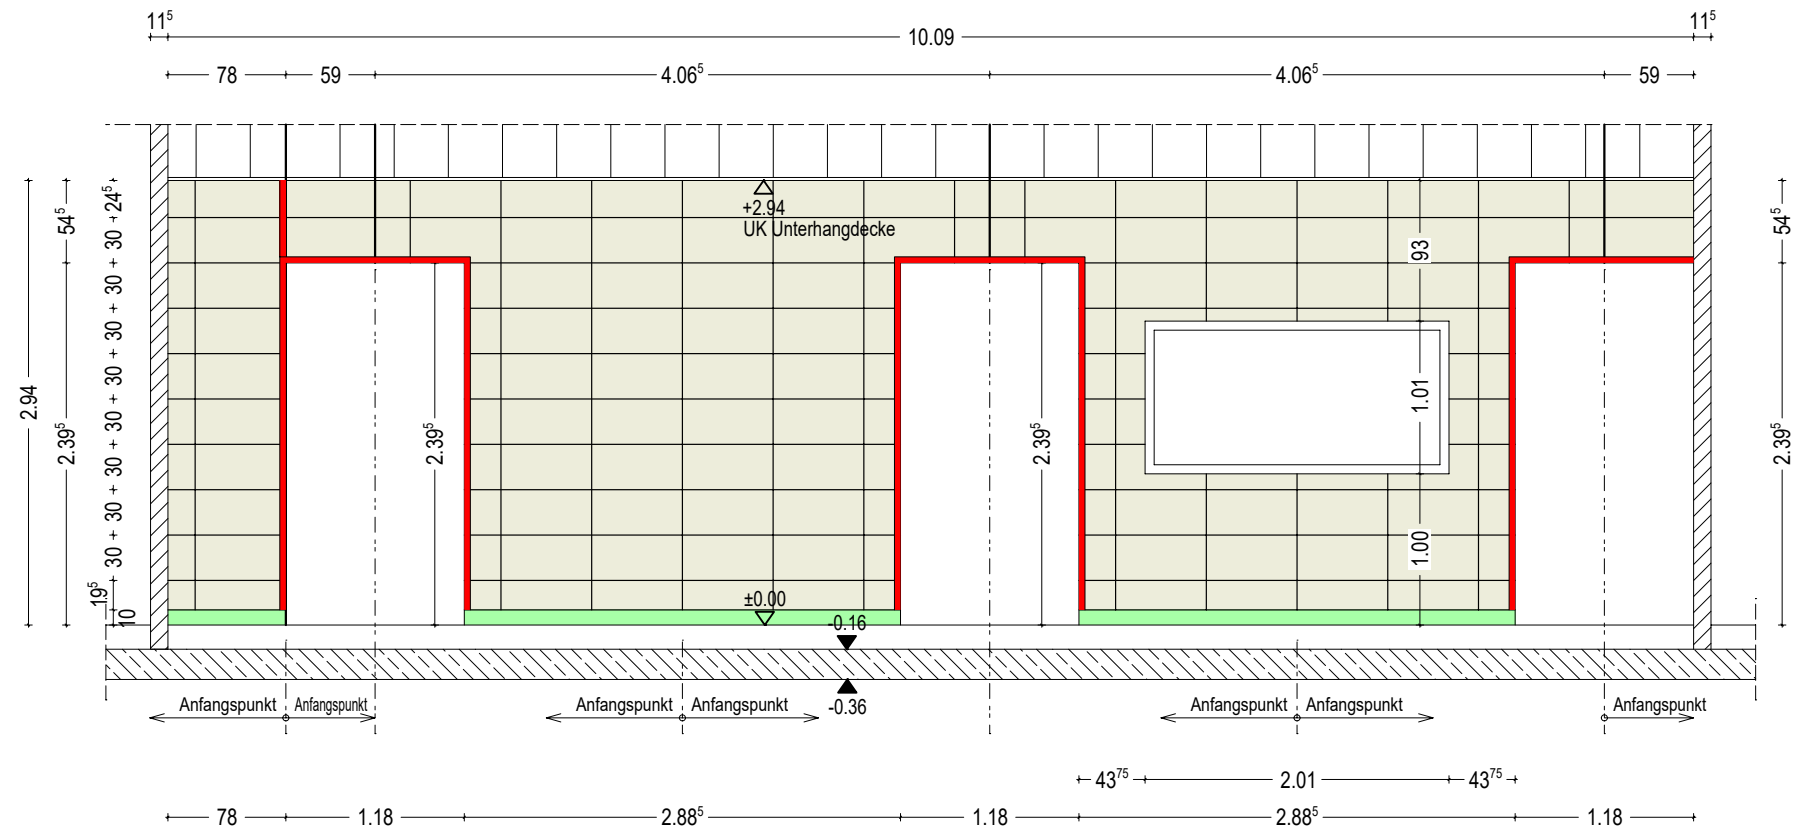 11⁵ 10.09 11⁵
78 59 4.06⁵ 4.06⁵ 59
+2.94
UK Unterhangdecke
2.94
54⁵
2.39⁵
19⁵ + 30 + 30 + 30 + 30 + 30 + 30 + 30 + 30 +24⁵
10
2.39⁵
2.39⁵
93
1.01
1.00
54⁵
2.39⁵
±0.00
-0.16
-0.36
Anfangspunkt Anfangspunkt Anfangspunkt Anfangspunkt Anfangspunkt Anfangspunkt Anfangspunkt
43⁷⁵ 2.01 43⁷⁵
78 1.18 2.88⁵ 1.18 2.88⁵ 1.18